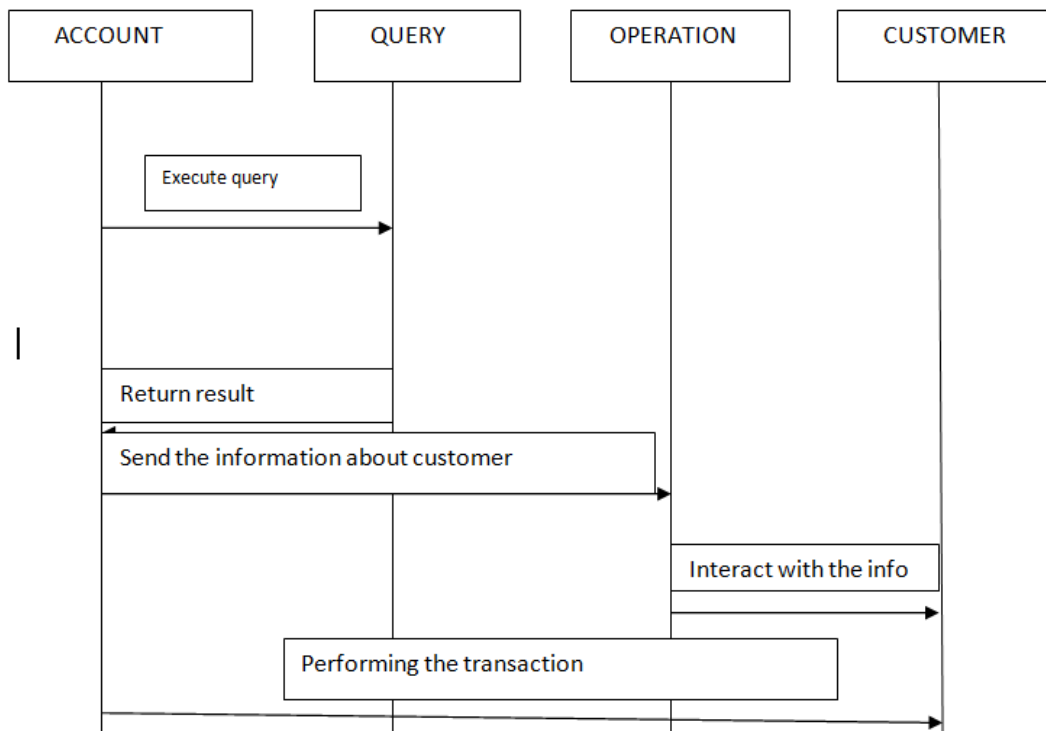 ACCOUNT
QUERY
OPERATION
CUSTOMER
Execute query
Return result
Send the information about customer
Interact with the info
Performing the transaction